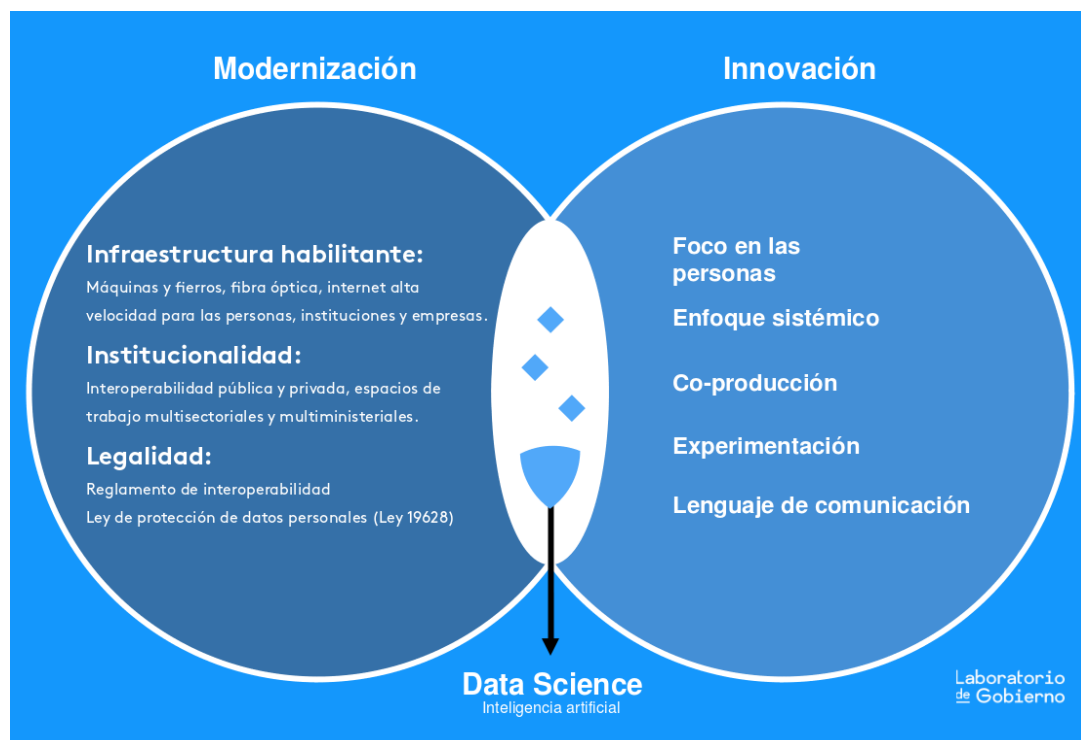 Modernización
Innovación
Infraestructura habilitante:
Máquinas y fierros, fibra óptica, internet alta
velocidad para las personas, instituciones y empresas.
Institucionalidad:
Interoperabilidad pública y privada, espacios de
trabajo multisectoriales y multiministeriales.
Legalidad:
Reglamento de interoperabilidad
Ley de protección de datos personales (Ley 19628)
Foco en las
personas
Enfoque sistémico
Co-producción
Experimentación
Lenguaje de comunicación
Data Science
Inteligencia artificial
Laboratorio
de Gobierno